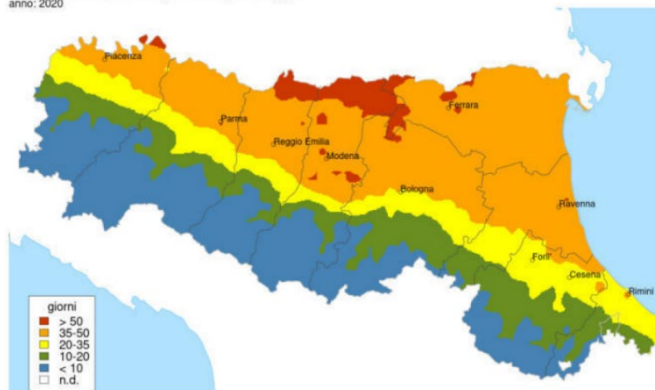 anno: 2020
Piacenza
Parma
Ferrara
Reggio Emilia
Modena
Bologna
Ravenna
Forlì
Cesena
Rimini
giorni
> 50
35-50
20-35
10-20
< 10
n.d.